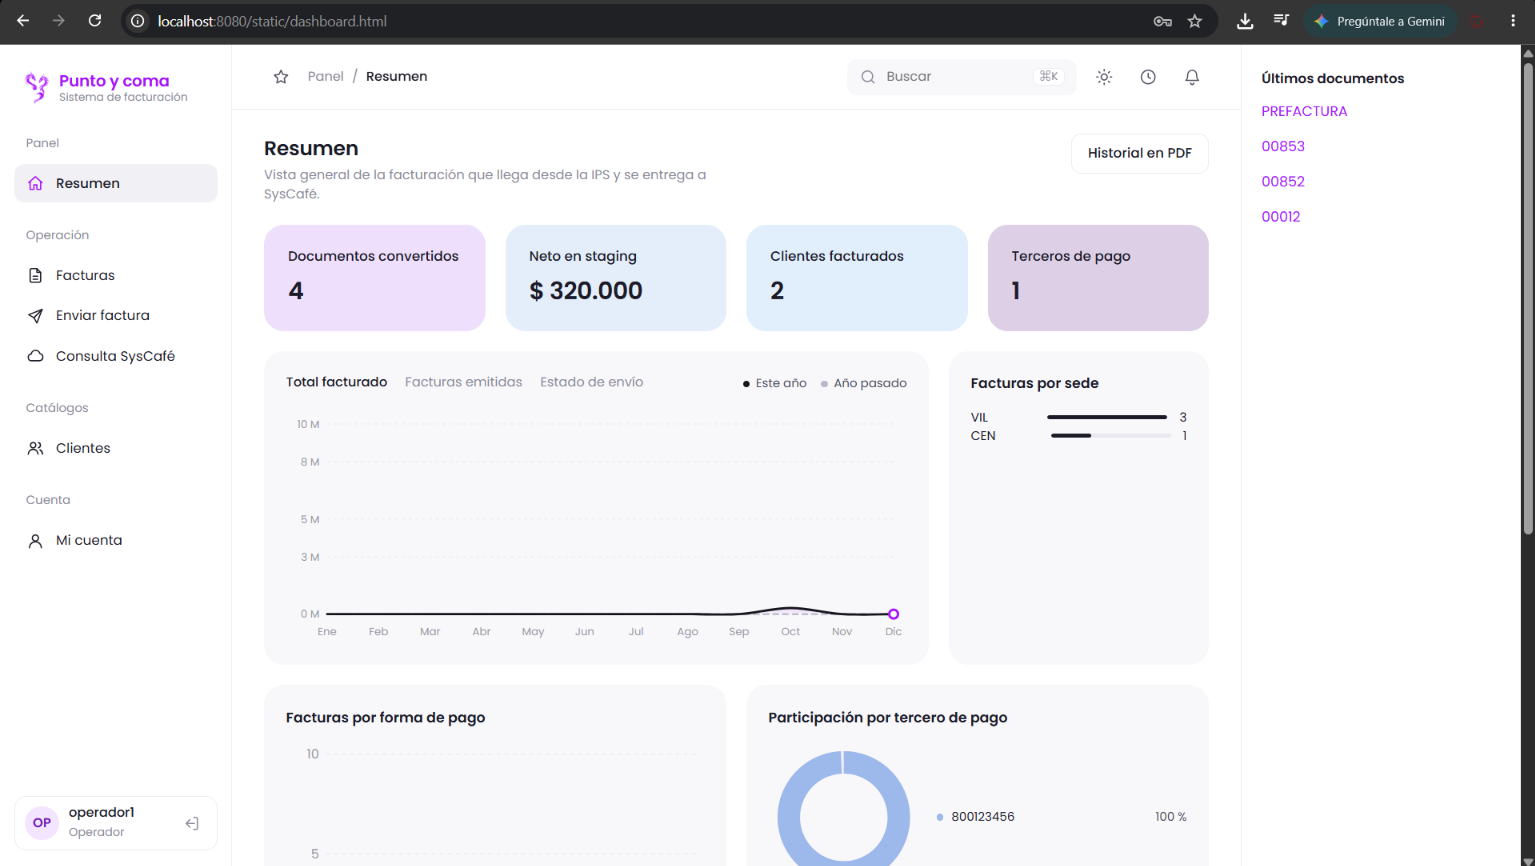 localhost:8080/static/dashboard.html
Pregúntale a Gemini
Punto y coma
Sistema de facturación
Panel
Resumen
Operación
Facturas
Enviar factura
Consulta SysCafé
Catálogos
Clientes
Cuenta
Mi cuenta
OP
operador1
Operador
Panel / Resumen
Buscar
⌘K
Resumen
Vista general de la facturación que llega desde la IPS y se entrega a
SysCafé.
Historial en PDF
Documentos convertidos
4
Neto en staging
$ 320.000
Clientes facturados
2
Terceros de pago
1
Total facturado Facturas emitidas Estado de envío
Este año Año pasado
10 M
8 M
5 M
3 M
0 M
Ene Feb Mar Abr May Jun Jul Ago Sep Oct Nov Dic
Facturas por sede
VIL 3
CEN 1
Facturas por forma de pago
10
5
Participación por tercero de pago
800123456 100 %
Últimos documentos
PREFACTURA
00853
00852
00012